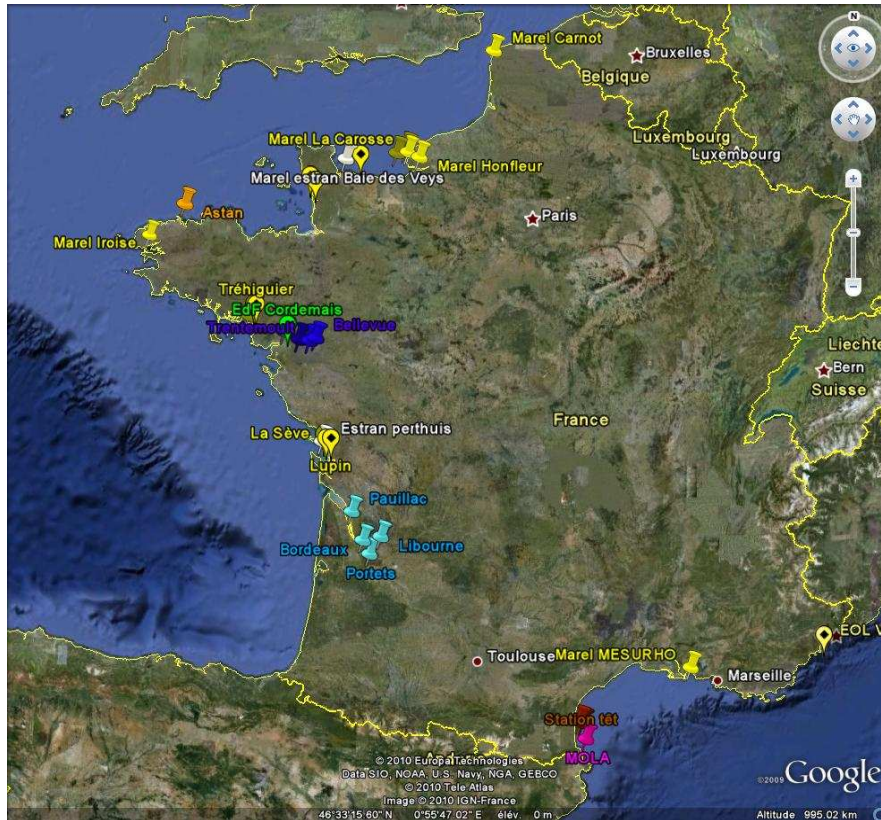 N
Marel Carnot
Bruxelles
Belgique
Luxembourg
Luxembourg
Marel La Carosse
Marel Honfleur
Marel estran Baie des Veys
Astan
Paris
Marel Iroise
Tréhiguier
EdF Cordemais
Trentemoult
Bellevue
Liechte
Bern
Suisse
France
La Sève
Estran perthuis
Lupin
Pauillac
Bordeaux
Libourne
Portets
EOL V
Toulouse
Marel MESURHO
Marseille
Station têt
MOLA
© 2010 Europa Technologies
Data SIO, NOAA, U.S. Navy, NGA, GEBCO
© 2010 Tele Atlas
Image © 2010 IGN-France
©2009 Google
46°33'15.60" N 0°55'47.02" E élév. 0 m
Altitude 995.02 km